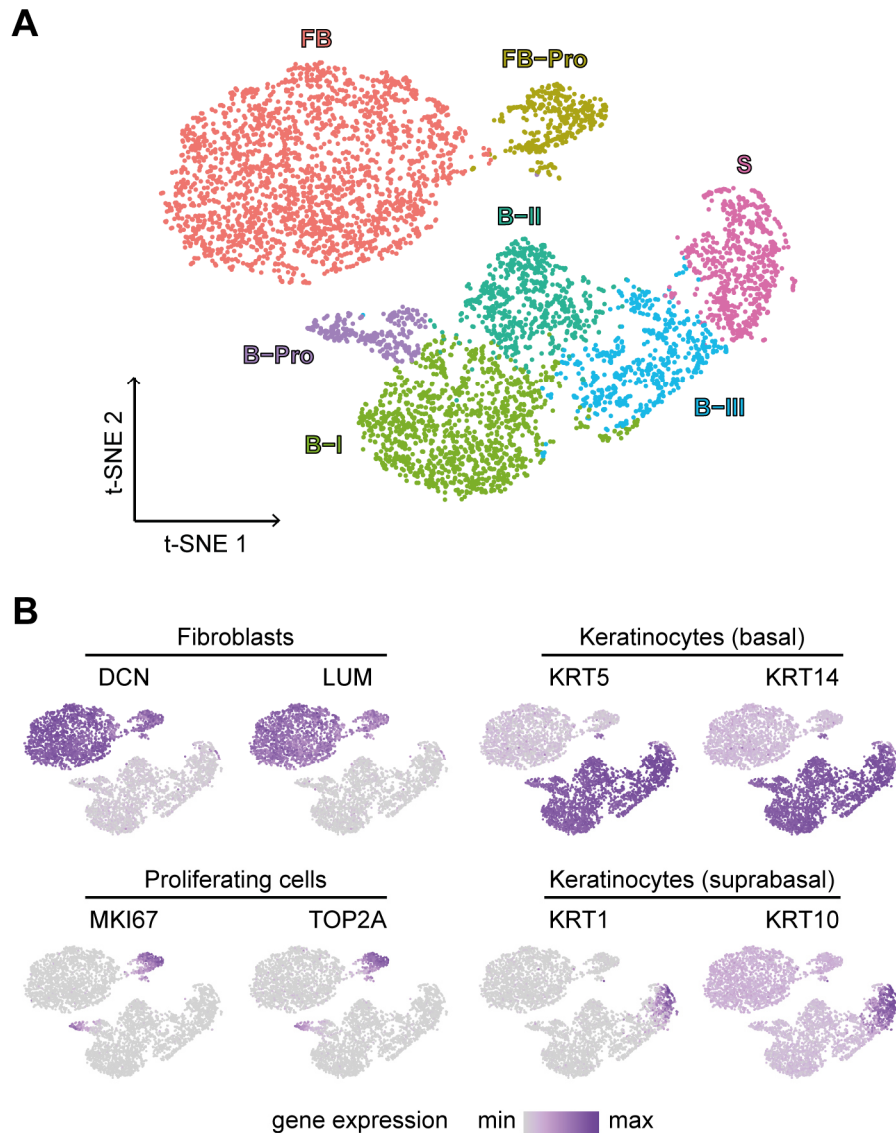 A
FB
FB-Pro
S
B-II
B-Pro
B-III
B-I
t-SNE 2
t-SNE 1
B
Fibroblasts
Keratinocytes (basal)
DCN
LUM
KRT5
KRT14
Proliferating cells
Keratinocytes (suprabasal)
MKI67
TOP2A
KRT1
KRT10
gene expression min max